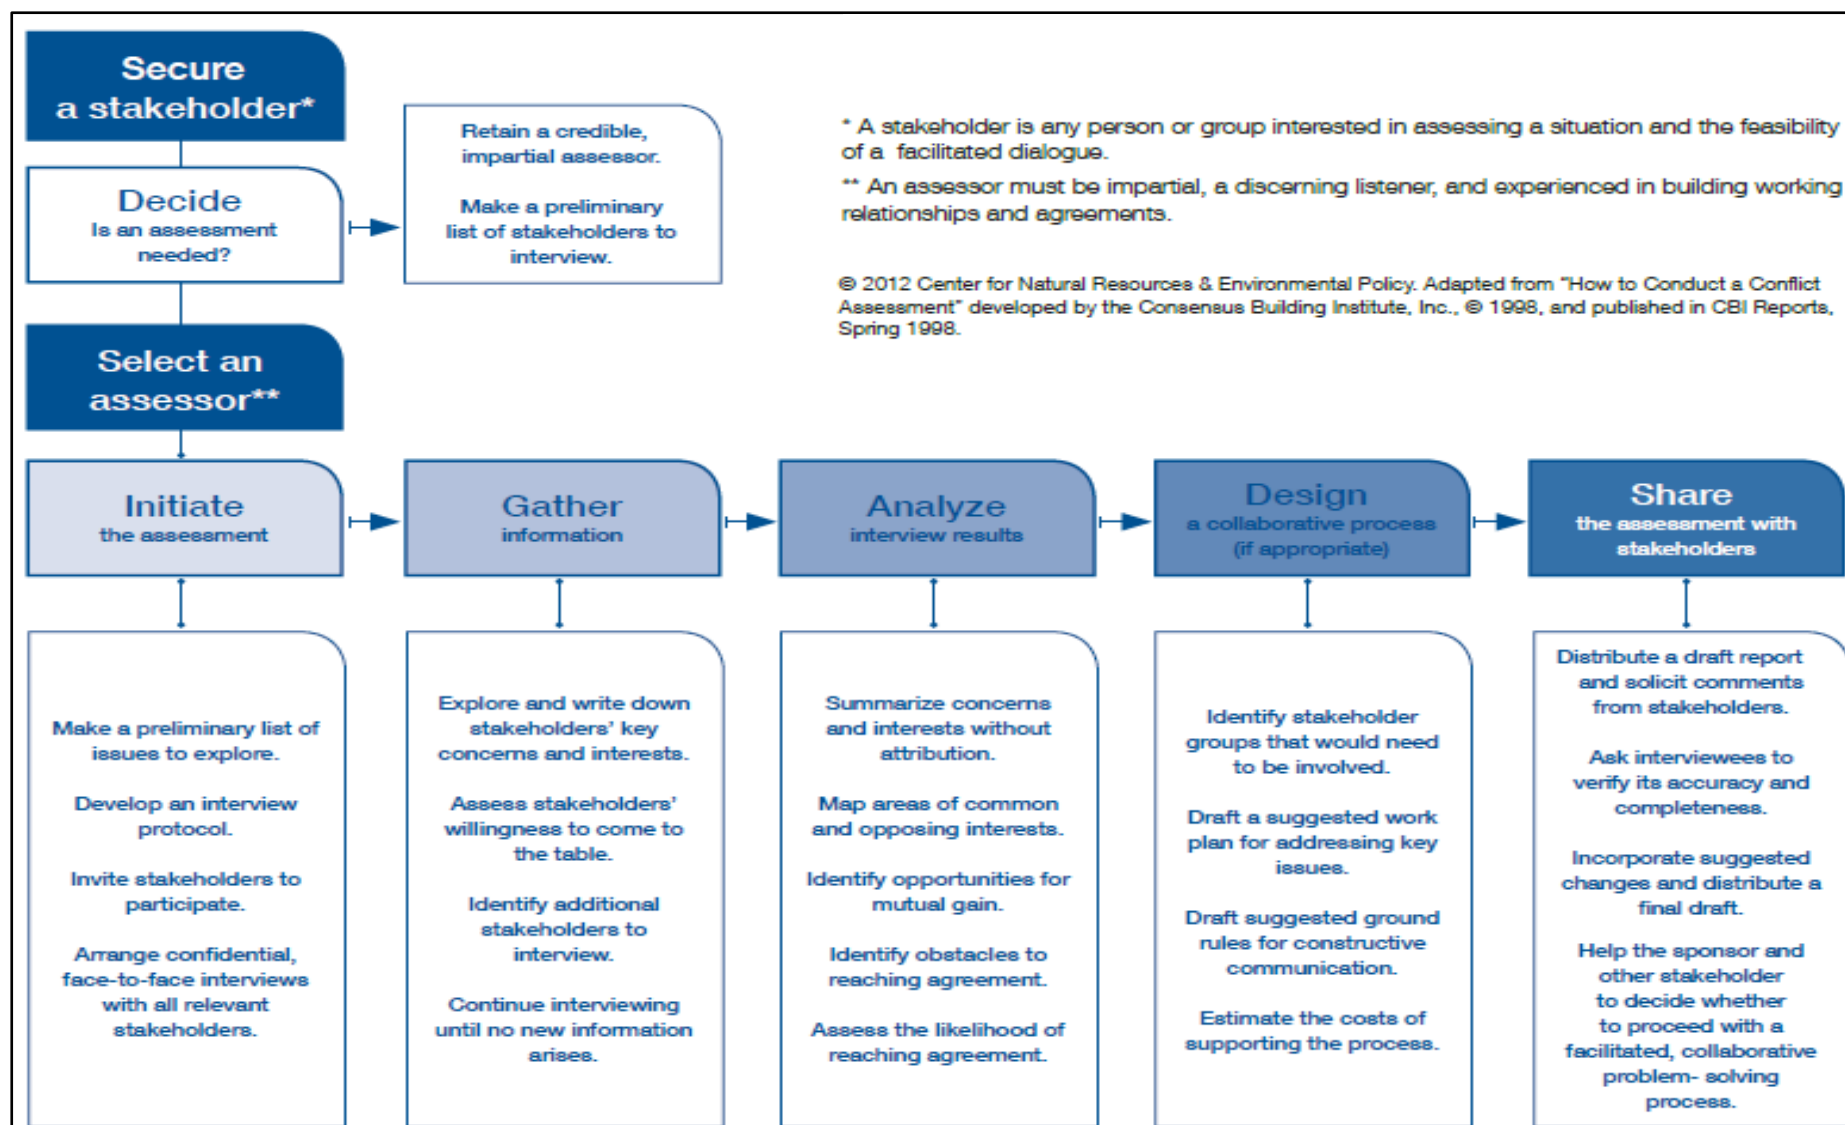 Secure
a stakeholder*
Decide
Is an assessment
needed?
Retain a credible,
impartial assessor.
Make a preliminary
list of stakeholders to
interview.
* A stakeholder is any person or group interested in assessing a situation and the feasibility
of a facilitated dialogue.
** An assessor must be impartial, a discerning listener, and experienced in building working
relationships and agreements.
© 2012 Center for Natural Resources & Environmental Policy. Adapted from "How to Conduct a Conflict
Assessment" developed by the Consensus Building Institute, Inc., © 1998, and published in CBI Reports,
Spring 1998.
Select an
assessor**
Initiate
the assessment
Gather
information
Analyze
interview results
Design
a collaborative process
(if appropriate)
Share
the assessment with
stakeholders
Make a preliminary list of
issues to explore.
Develop an interview
protocol.
Invite stakeholders to
participate.
Arrange confidential,
face-to-face interviews
with all relevant
stakeholders.
Explore and write down
stakeholders' key
concerns and interests.
Assess stakeholders'
willingness to come to
the table.
Identify additional
stakeholders to
interview.
Continue interviewing
until no new information
arises.
Summarize concerns
and interests without
attribution.
Map areas of common
and opposing interests.
Identify opportunities for
mutual gain.
Identify obstacles to
reaching agreement.
Assess the likelihood of
reaching agreement.
Identify stakeholder
groups that would need
to be involved.
Draft a suggested work
plan for addressing key
issues.
Draft suggested ground
rules for constructive
communication.
Estimate the costs of
supporting the process.
Distribute a draft report
and solicit comments
from stakeholders.
Ask interviewees to
verify its accuracy and
completeness.
Incorporate suggested
changes and distribute a
final draft.
Help the sponsor and
other stakeholder
to decide whether
to proceed with a
facilitated, collaborative
problem- solving
process.